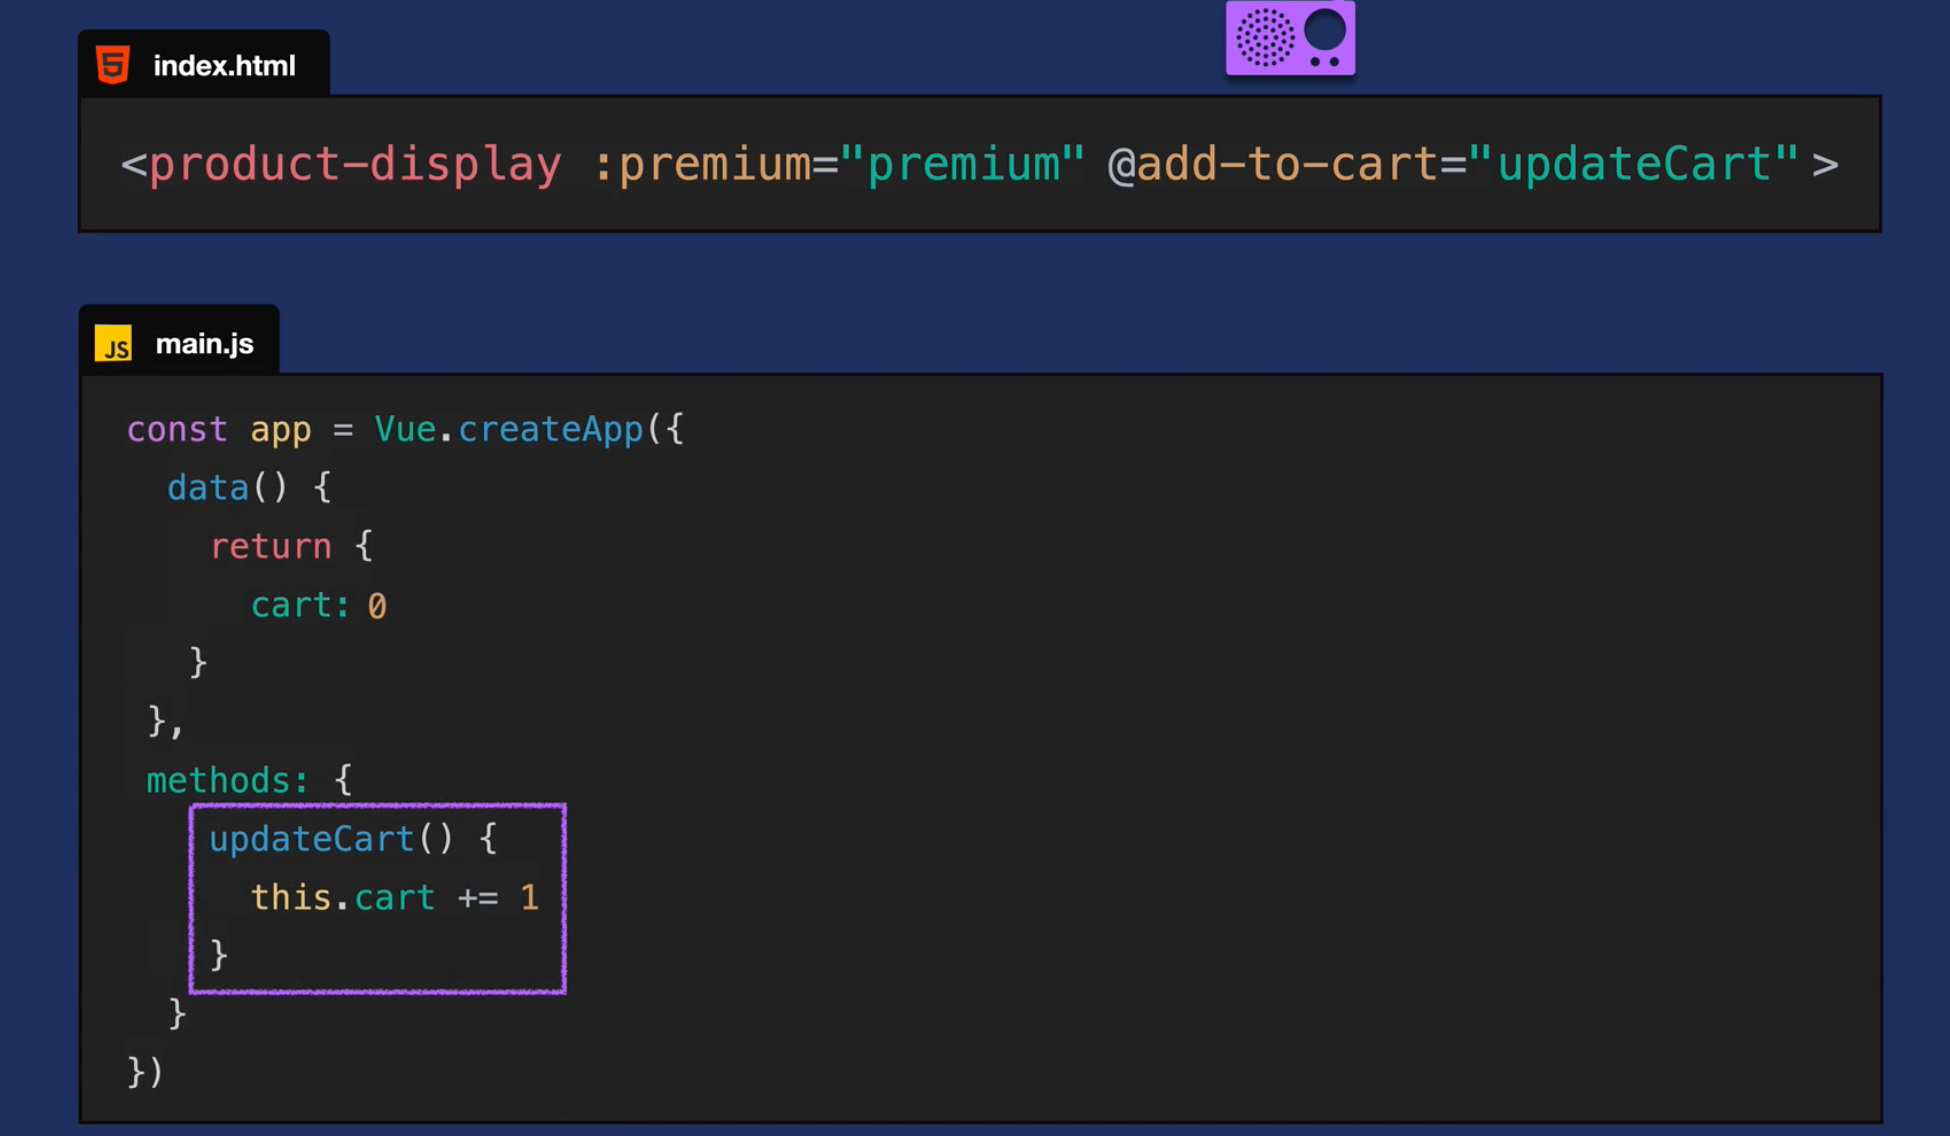 index.html
<product-display :premium="premium" @add-to-cart="updateCart">
JS main.js
const app = Vue.createApp({
data() {
return {
cart: 0
}
},
methods: {
updateCart() {
this.cart += 1
}
}
})